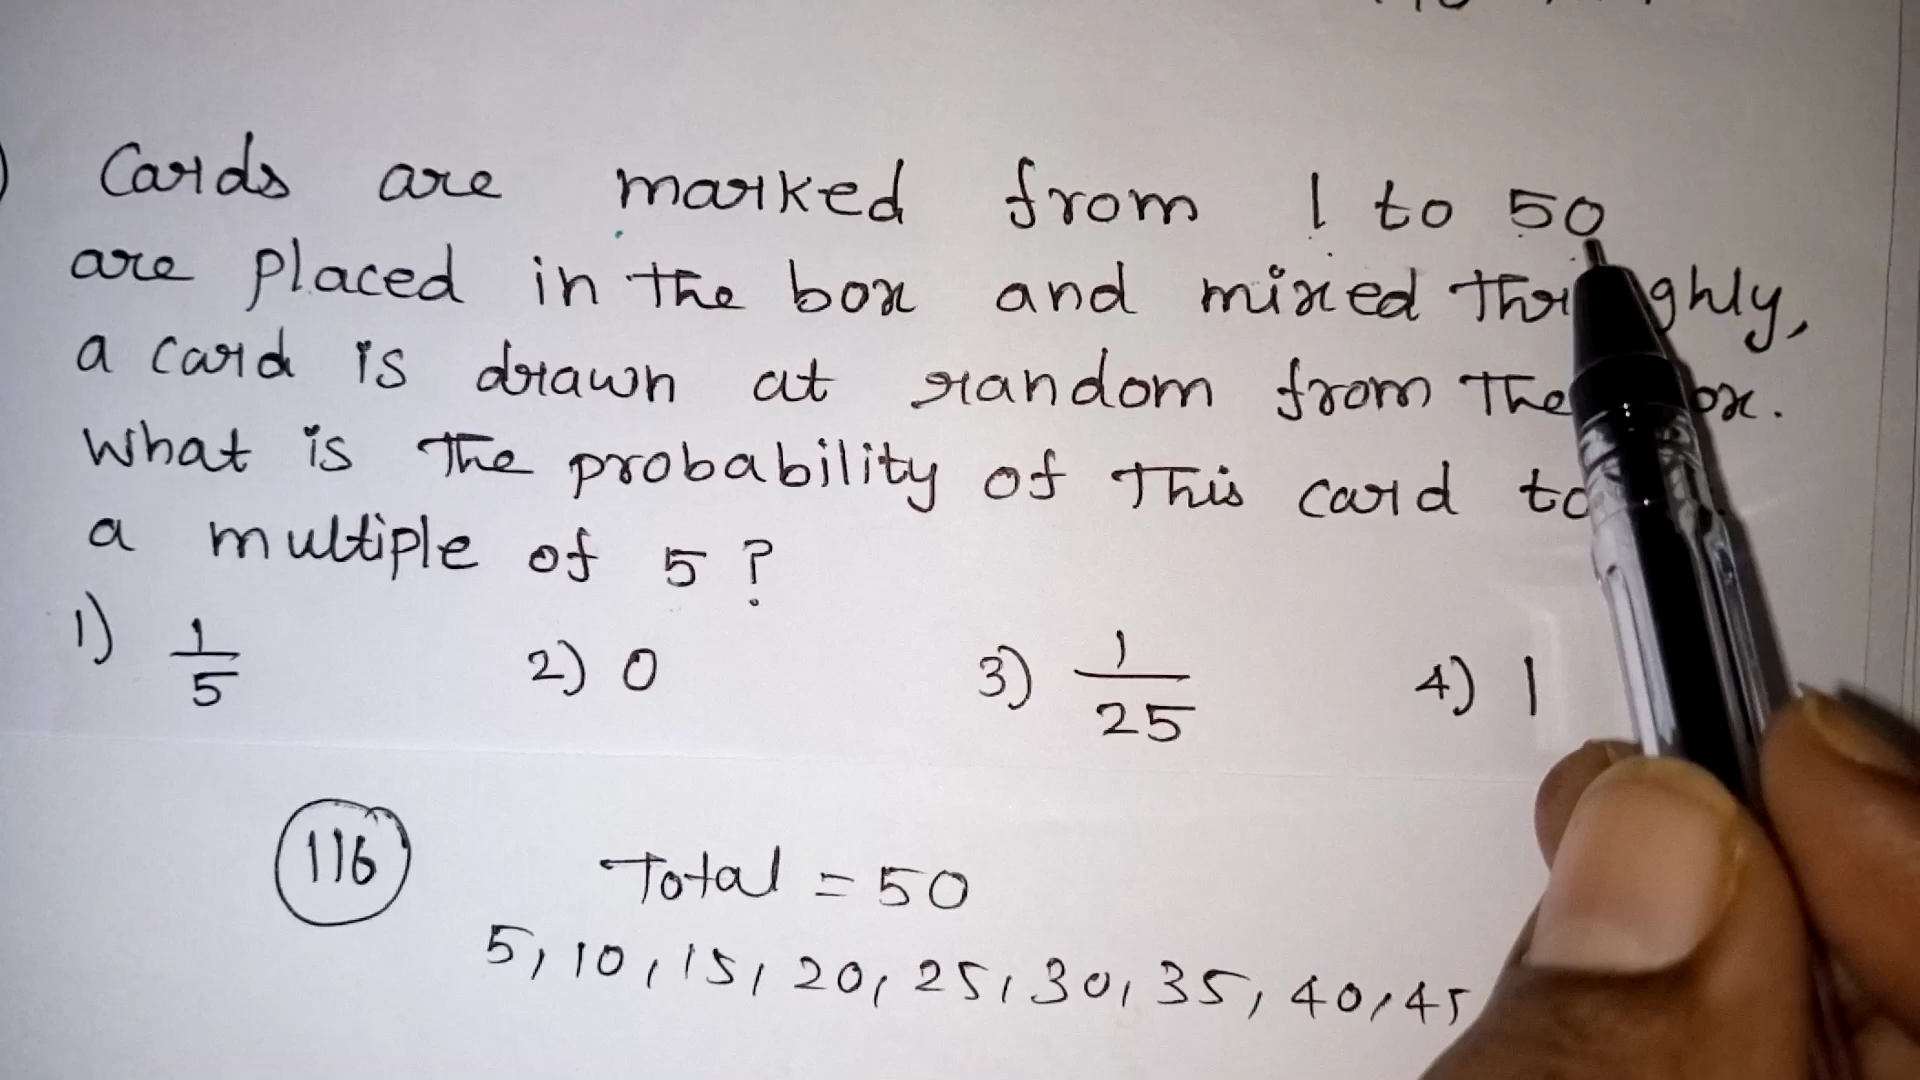 Cards are marked from 1 to 50
are placed in the box and mixed
a card is drawn at random from the
What is the probability of this card to
a multiple of 5 ?
1) 1/5 2) 0 3) 1/25 4) 1
116 Total = 50
5, 10, 15, 20, 25, 30, 35, 40, 45